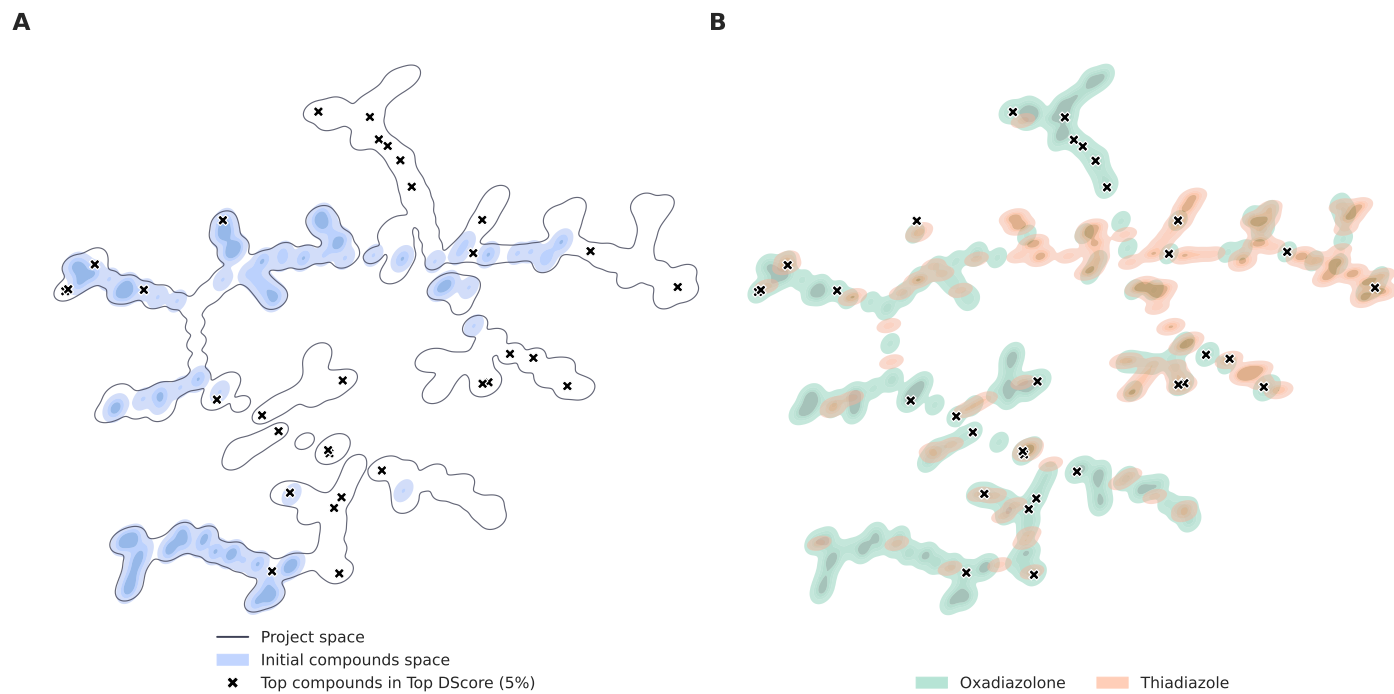 A
B
Project space
Initial compounds space
Top compounds in Top DScore (5%)
Oxadiazolone
Thiadiazole